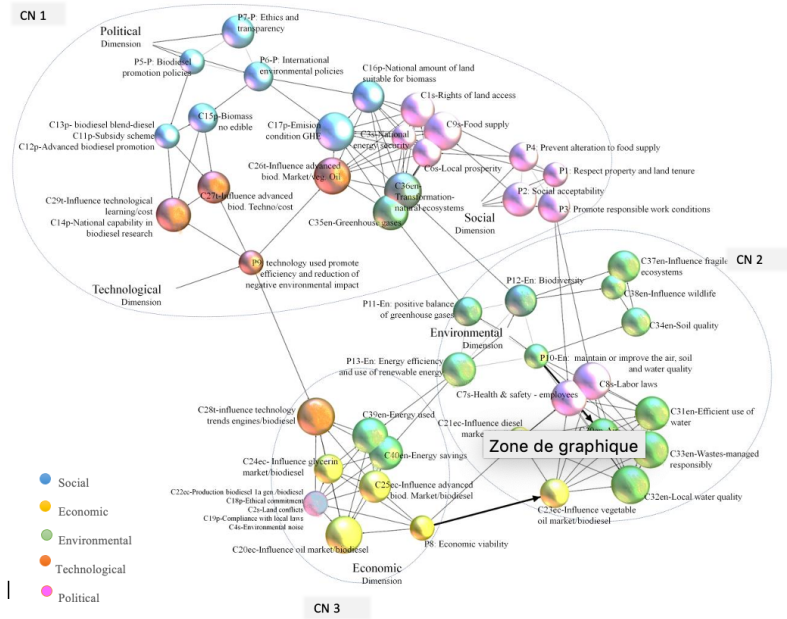 CN 1
P7-P: Ethics and
transparency
Political
Dimension
P5-P: Biodiesel
promotion policies
P6-P: International
environmental policies
C16p-National amount of land
suitable for biomass
C1s-Rights of land access
C13p- biodiesel blend-diesel
C11p-Subsidy scheme
C12p-Advanced biodiesel promotion
C15p-Biomass
no edible
C17p-Emision
condition GHE
C3s-National
energy security
C9s-Food supply
C6s-Local prosperity
P4: Prevent alteration to food supply
P1: Respect property and land tenure
P2: Social acceptability
P3: Promote responsible work conditions
C26t-Influence advanced
biod. Market/veg. Oil
C27t-Influence advanced
biod. Techno/cost
C36en-
Transformation-
natural ecosystems
C29t-Influence technological
learning/cost
C14p-National capability in
biodiesel research
C35en-Greenhouse gases
Social
Dimension
P9: technology used promote
efficiency and reduction of
negative environmental impact
Technological
Dimension
CN 2
C37en-Influence fragile
ecosystems
P12-En: Biodiversity
C38en-Influence wildlife
P11-En: positive balance
of greenhouse gases
C34en-Soil quality
Environmental
Dimension
P13-En: Energy efficiency
and use of renewable energy
P10-En: maintain or improve the air, soil
and water quality
C8s-Labor laws
C7s-Health & safety - employees
C28t-influence technology
trends engines/biodiesel
C39en-Energy used
C21ec-Influence diesel
C31en-Efficient use of
water
Zone de graphique
C40en-Energy savings
C24ec- Influence glycerin
market/biodiesel
C33en-Wastes-managed
responsibly
C25ec-Influence advanced
biod. Market/biodiesel
C32en-Local water quality
C22ec-Production biodiesel 1a gen /biodiesel
C18p-Ethical commitment
C2s-Land conflicts
C19p-Compliance with local laws
C4s-Environmental noise
C23ec-Influence vegetable
oil market/biodiesel
C20ec-Influence oil market/biodiesel
P8: Economic viability
Economic
Dimension
CN 3
Social
Economic
Environmental
Technological
Political